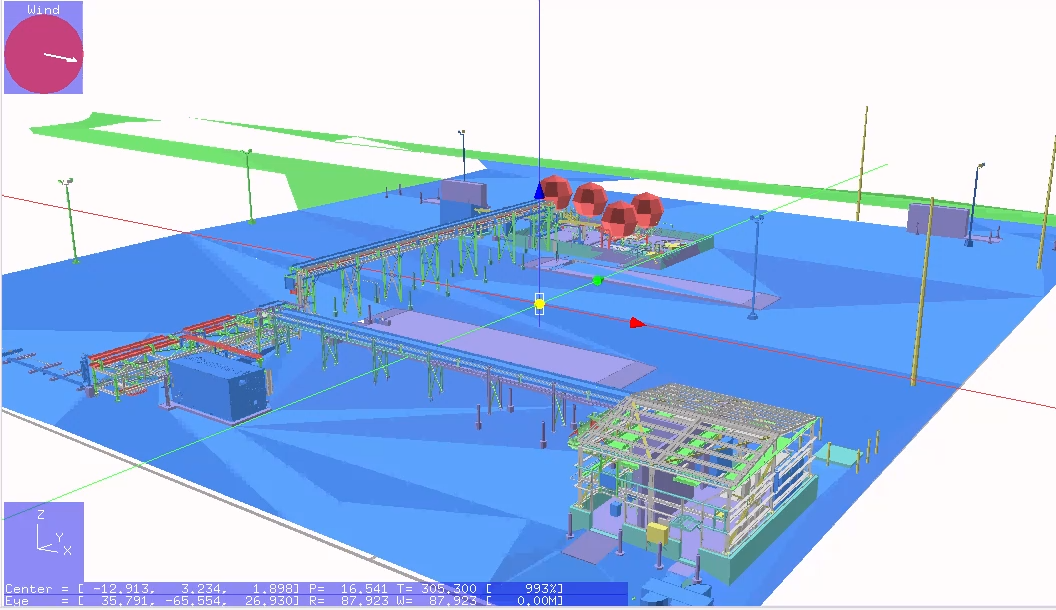 Wind
Z
Y
X
Center = [ -12.913, 3.234, 1.898] P= 16.541 T= 305.300 [ 993%]
Eye = [ 35.791, -65.554, 26.930] R= 87.923 W= 87.923 [ 0.00M]